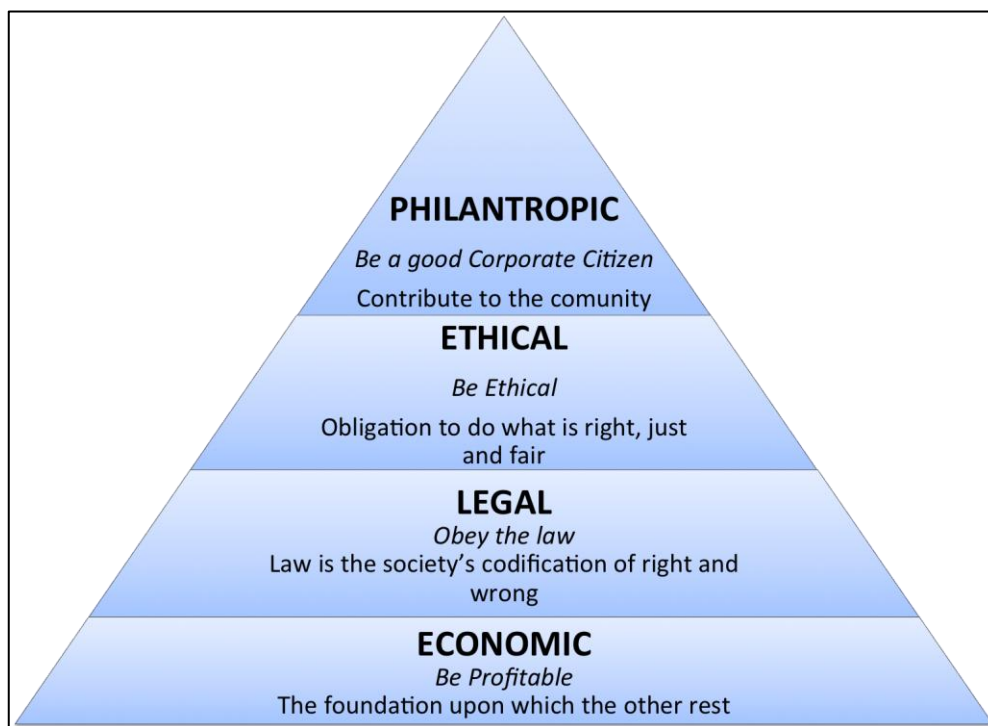 PHILANTROPIC
Be a good Corporate Citizen
Contribute to the comunity
ETHICAL
Be Ethical
Obligation to do what is right, just
and fair
LEGAL
Obey the law
Law is the society’s codification of right and
wrong
ECONOMIC
Be Profitable
The foundation upon which the other rest